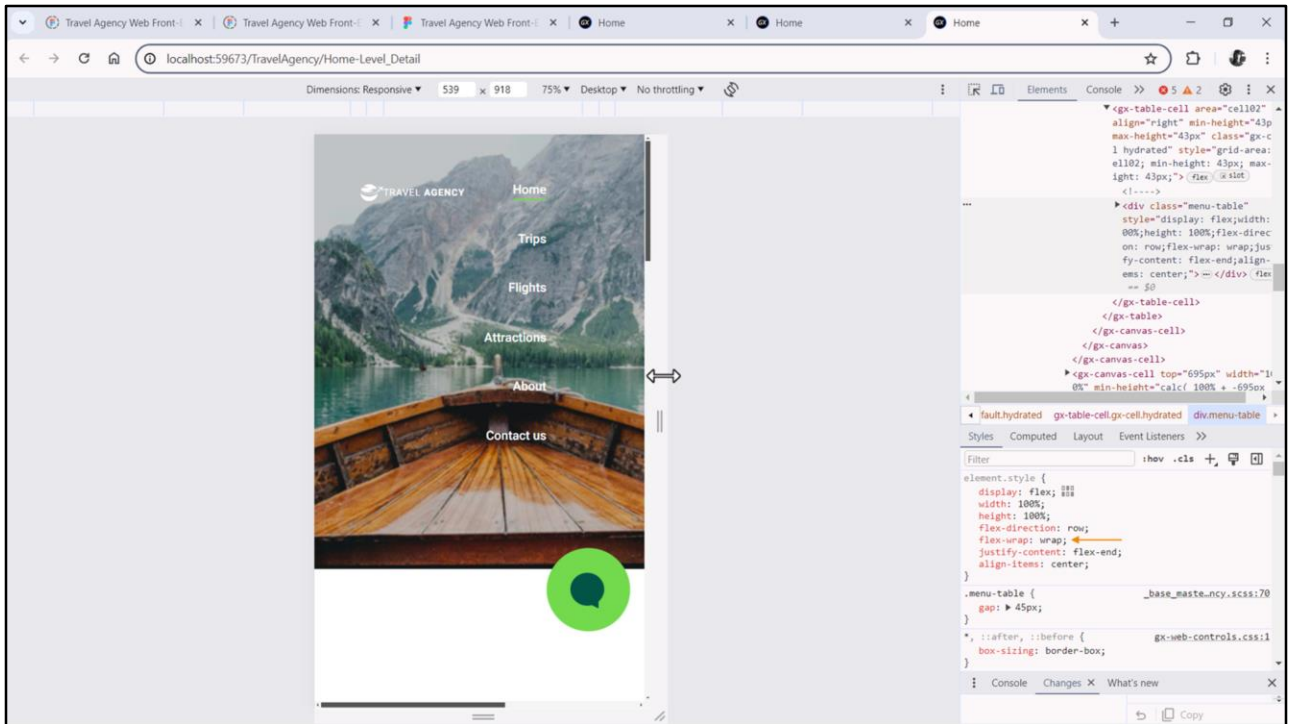 Travel Agency Web Front-
Travel Agency Web Front-E
Travel Agency Web Front-E
Home
Home
Home
localhost:59673/TravelAgency/Home-Level_Detail
Dimensions: Responsive 539 x 918 75% Desktop No throttling
Elements Console 5 2
TRAVEL AGENCY
Home
Trips
Flights
Attractions
About
Contact us
<gx-table-cell area="cell02"
align="right" min-height="43p
max-height="43px" class="gx-c
l hydrated" style="grid-area:
ell02; min-height: 43px; max-
ight: 43px;"> flex slot
<!---->
... <div class="menu-table"
style="display: flex;width:
00%;height: 100%;flex-direc
on: row;flex-wrap: wrap;jus
fy-content: flex-end;align-
ems: center;"> ... </div> flex
== $0
</gx-table-cell>
</gx-table>
</gx-canvas-cell>
</gx-canvas>
</gx-canvas-cell>
<gx-canvas-cell top="695px" width="1
0%" min-height="calc( 100% + -695px
fault.hydrated gx-table-cell.gx-cell.hydrated div.menu-table
Styles Computed Layout Event Listeners
Filter :hov .cls
element.style {
display: flex;
width: 100%;
height: 100%;
flex-direction: row;
flex-wrap: wrap;
justify-content: flex-end;
align-items: center;
}
.menu-table { _base_maste…ncy.scss:70
gap: 45px;
}
*, ::after, ::before { gx-web-controls.css:1
box-sizing: border-box;
}
Console Changes What's new
Copy